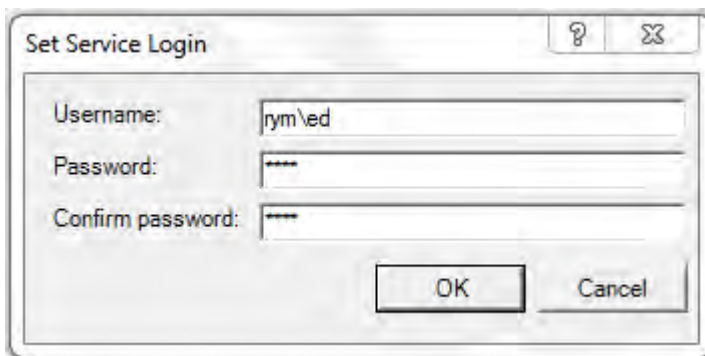 Set Service Login
Username: rym\ed
Password: ****
Confirm password: ****
OK Cancel